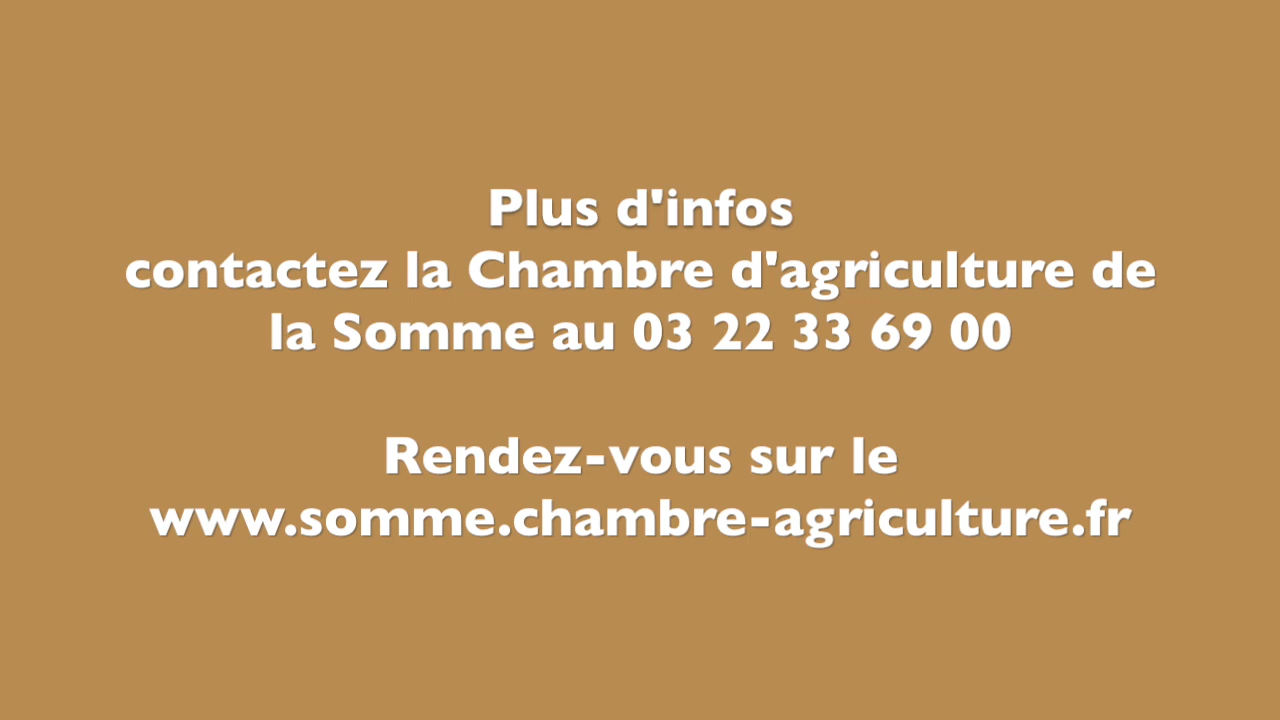 Plus d'infos
contactez la Chambre d'agriculture de
la Somme au 03 22 33 69 00
Rendez-vous sur le
www.somme.chambre-agriculture.fr